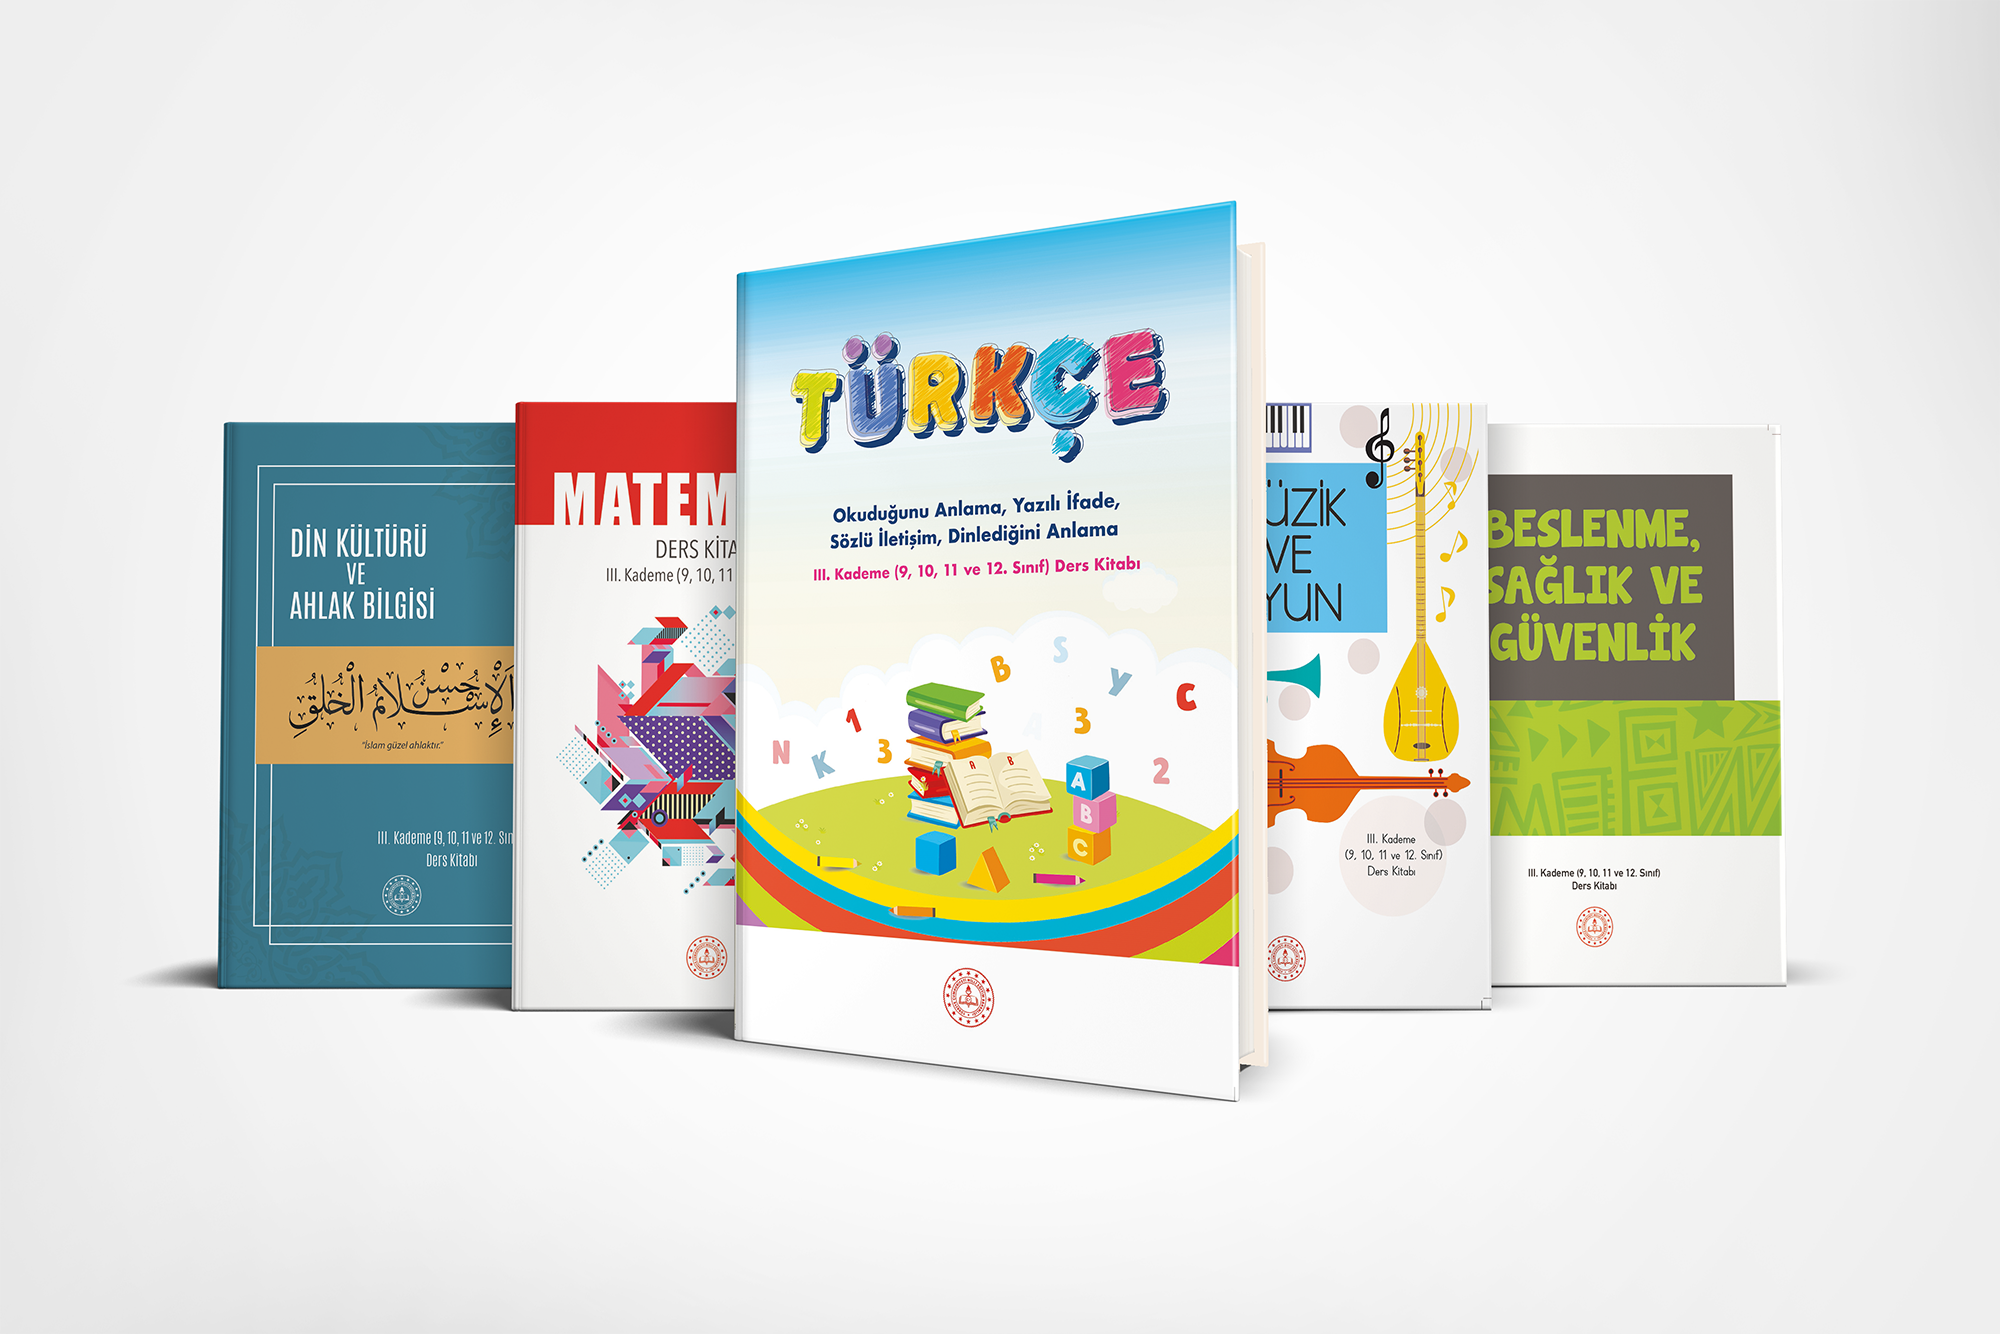 DİN KÜLTÜRÜ
VE
AHLAK BİLGİSİ
"İslam güzel ahlaktır."
III. Kademe (9, 10, 11 ve 12. Sın
Ders Kitabı
MATEM
DERS KİTA
III. Kademe (9, 10, 11
TÜRKÇE
Okuduğunu Anlama, Yazılı İfade,
Sözlü İletişim, Dinlediğini Anlama
III. Kademe (9, 10, 11 ve 12. Sınıf) Ders Kitabı
B S
Y C
1 3
N K 3
2
A B
A
B
C
ÜZİK
VE
YUN
III. Kademe
(9, 10, 11 ve 12. Sınıf)
Ders Kitabı
BESLENME,
SAĞLIK VE
GÜVENLİK
III. Kademe (9, 10, 11 ve 12. Sınıf)
Ders Kitabı